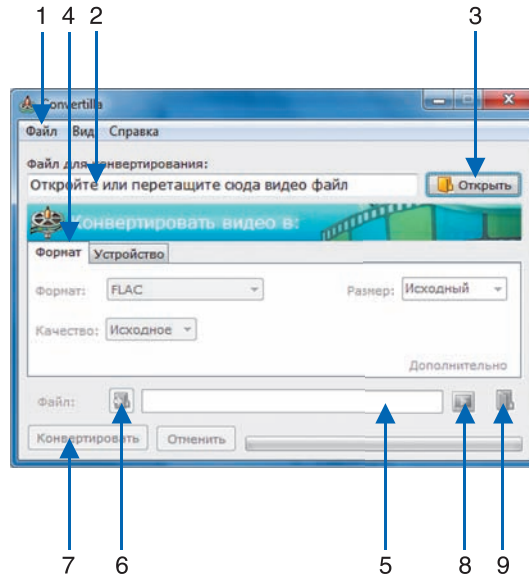 1 4 2 3
Convertilla
Файл Вид Справка
Файл для конвертирования:
Откройте или перетащите сюда видео файл
Открыть
Конвертировать видео в:
Формат Устройство
Формат: FLAC Размер: Исходный
Качество: Исходное
Дополнительно
Файл:
Конвертировать Отменить
7 6 5 8 9